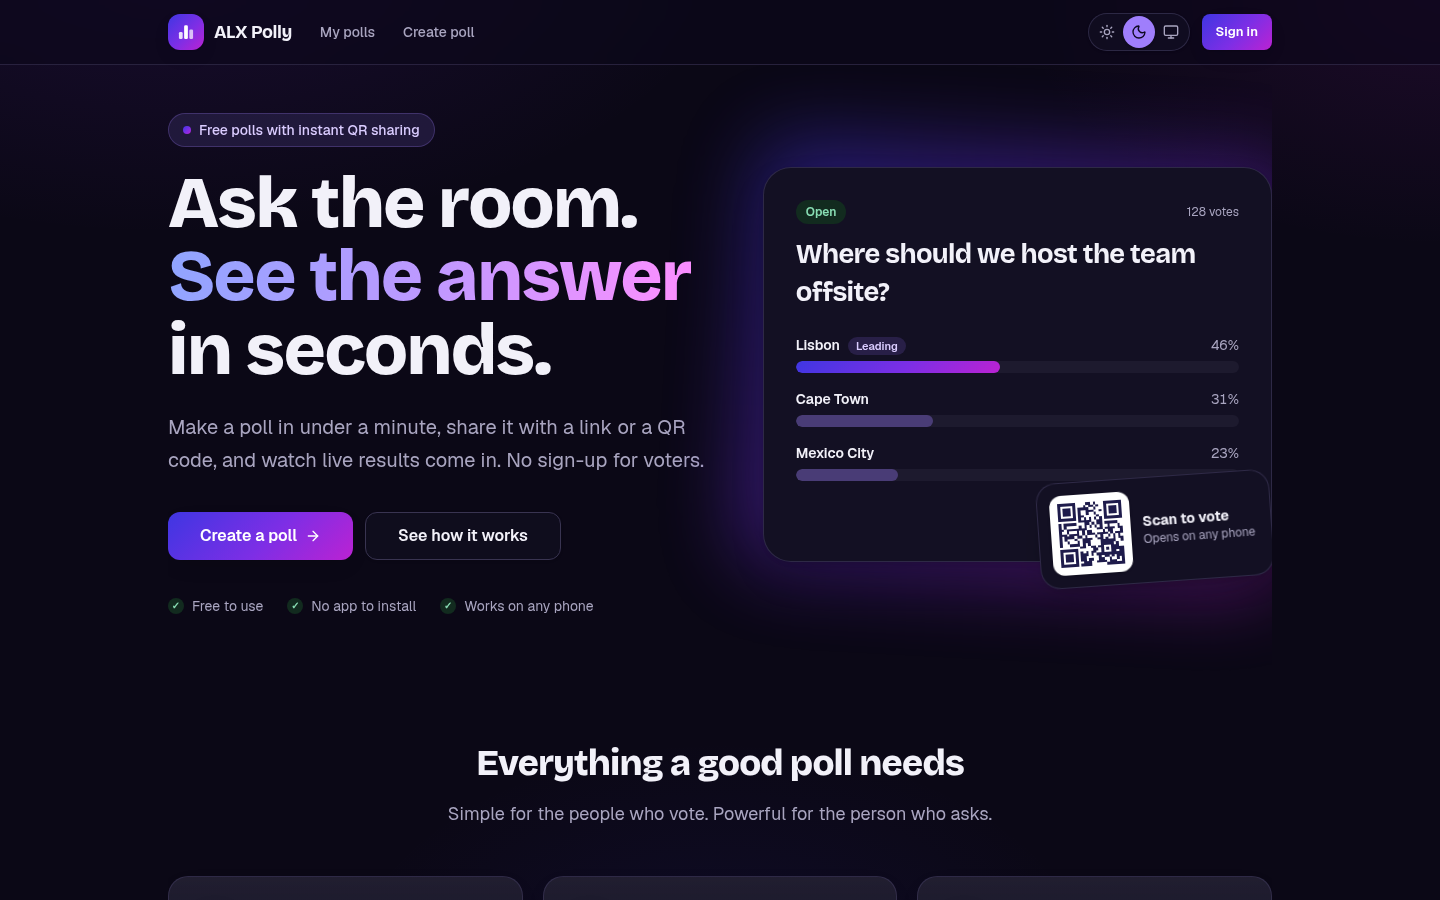 ALX Polly
My polls
Create poll
Sign in
Free polls with instant QR sharing
Ask the room.
See the answer
in seconds.
Make a poll in under a minute, share it with a link or a QR
code, and watch live results come in. No sign-up for voters.
Create a poll →
See how it works
✓ Free to use
✓ No app to install
✓ Works on any phone
Open
128 votes
Where should we host the team
offsite?
Lisbon Leading 46%
Cape Town 31%
Mexico City 23%
Scan to vote
Opens on any phone
Everything a good poll needs
Simple for the people who vote. Powerful for the person who asks.